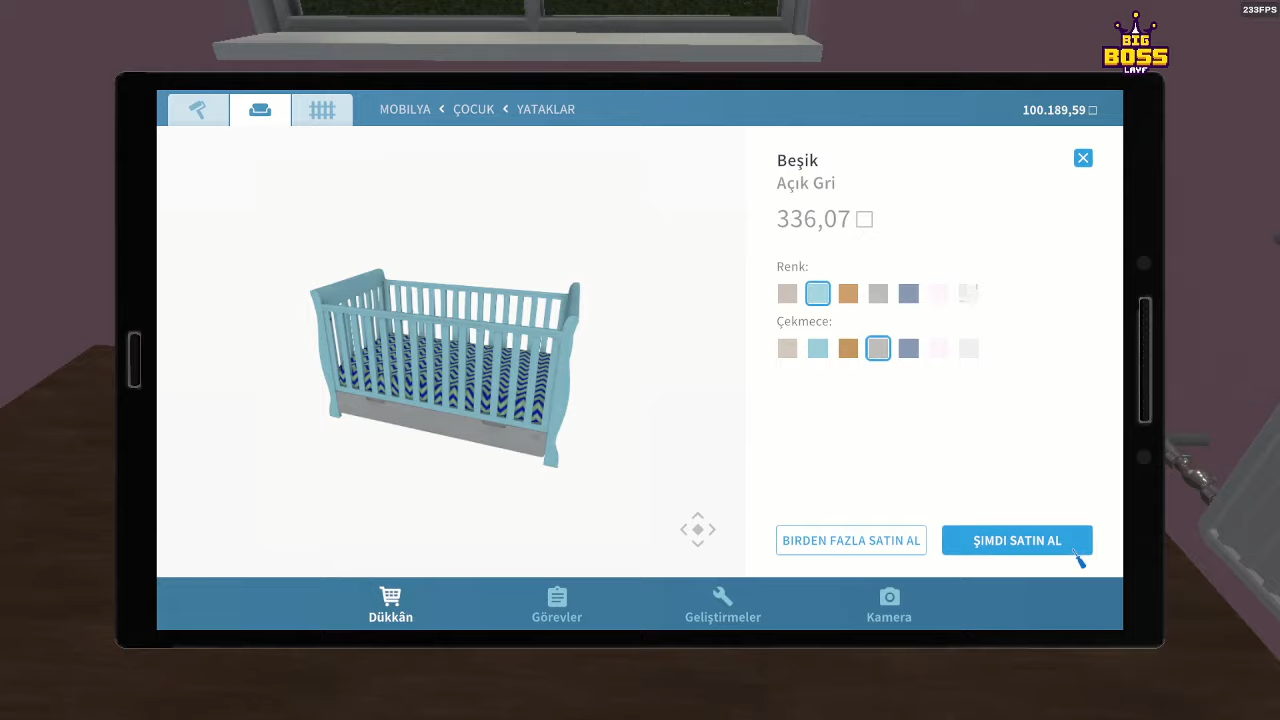 233FPS
BIG
BOSS
LAYF
MOBILYA < ÇOCUK < YATAKLAR
100.189,59 □
Beşik
Açık Gri
336,07 □
Renk:
Çekmece:
BIRDEN FAZLA SATIN AL
ŞIMDI SATIN AL
Dükkân
Görevler
Geliştirmeler
Kamera